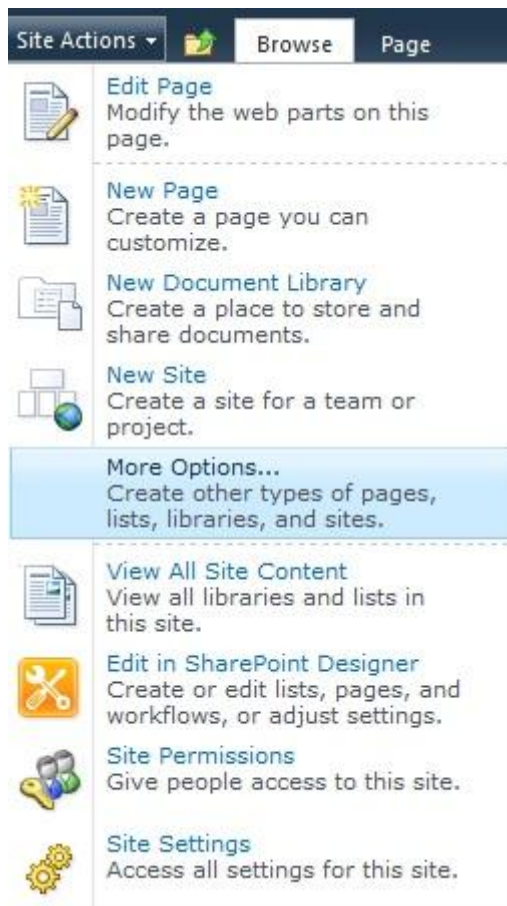 Site Actions Browse Page
Edit Page
Modify the web parts on this
page.
New Page
Create a page you can
customize.
New Document Library
Create a place to store and
share documents.
New Site
Create a site for a team or
project.
More Options...
Create other types of pages,
lists, libraries, and sites.
View All Site Content
View all libraries and lists in
this site.
Edit in SharePoint Designer
Create or edit lists, pages, and
workflows, or adjust settings.
Site Permissions
Give people access to this site.
Site Settings
Access all settings for this site.